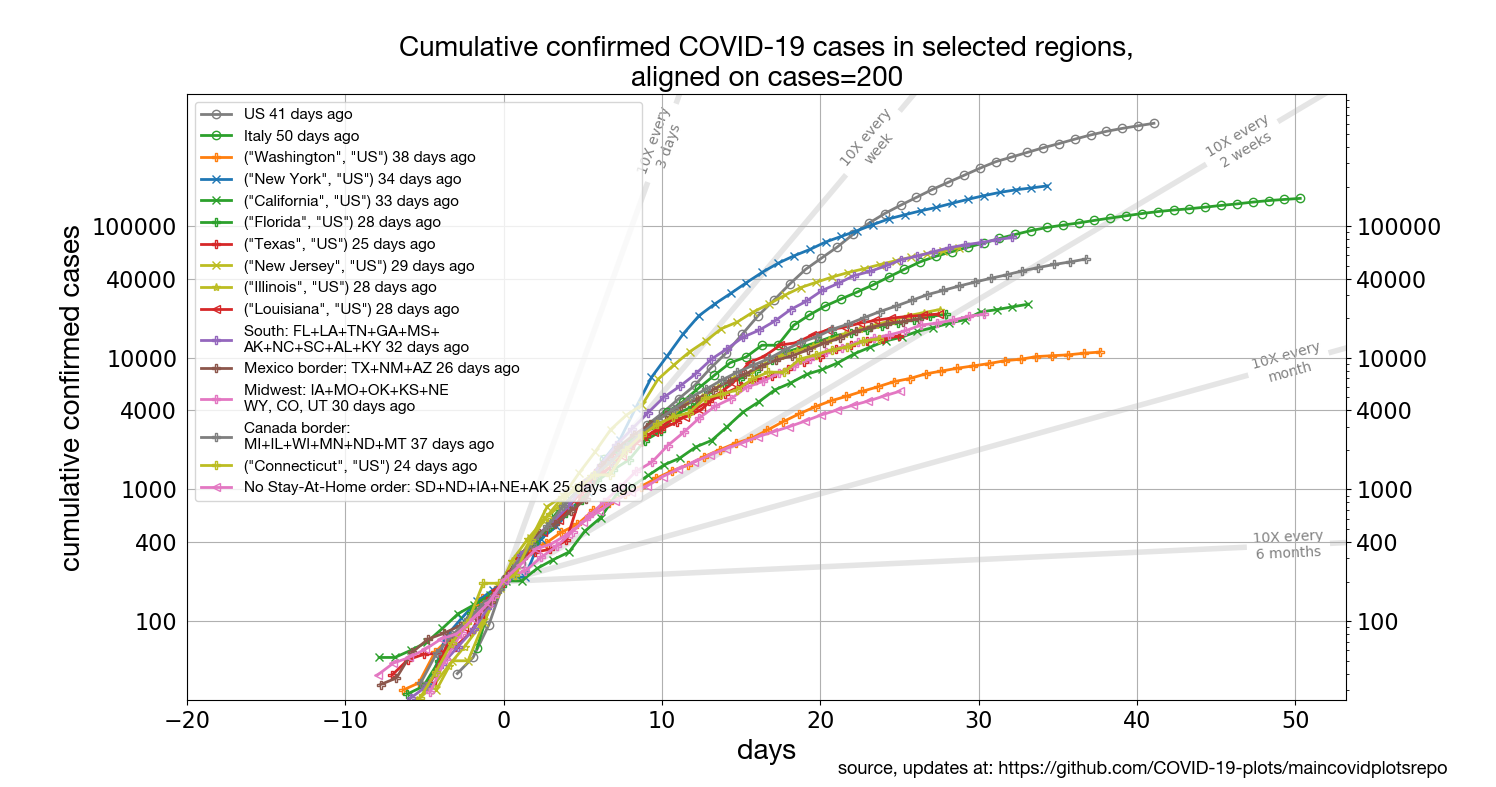 Cumulative confirmed COVID-19 cases in selected regions,
aligned on cases=200
US 41 days ago
Italy 50 days ago
("Washington", "US") 38 days ago
("New York", "US") 34 days ago
("California", "US") 33 days ago
("Florida", "US") 28 days ago
("Texas", "US") 25 days ago
("New Jersey", "US") 29 days ago
("Illinois", "US") 28 days ago
("Louisiana", "US") 28 days ago
South: FL+LA+TN+GA+MS+
AK+NC+SC+AL+KY 32 days ago
Mexico border: TX+NM+AZ 26 days ago
Midwest: IA+MO+OK+KS+NE
WY, CO, UT 30 days ago
Canada border:
MI+IL+WI+MN+ND+MT 37 days ago
("Connecticut", "US") 24 days ago
No Stay-At-Home order: SD+ND+IA+NE+AK 25 days ago
10X every
3 days
10X every
week
10X every
2 weeks
10X every
month
10X every
6 months
cumulative confirmed cases
100000
40000
10000
4000
1000
400
100
100000
40000
10000
4000
1000
400
100
−20
−10
0
10
20
30
40
50
days
source, updates at: https://github.com/COVID-19-plots/maincovidplotsrepo